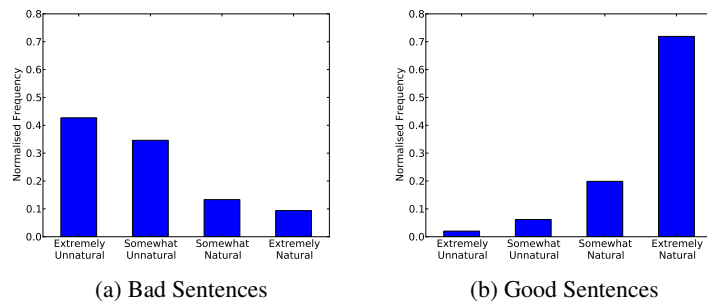 0.8
0.7
0.6
0.5
0.4
0.3
0.2
0.1
0.0
Normalised Frequency
Extremely
Unnatural
Somewhat
Unnatural
Somewhat
Natural
Extremely
Natural
(a) Bad Sentences
0.8
0.7
0.6
0.5
0.4
0.3
0.2
0.1
0.0
Normalised Frequency
Extremely
Unnatural
Somewhat
Unnatural
Somewhat
Natural
Extremely
Natural
(b) Good Sentences